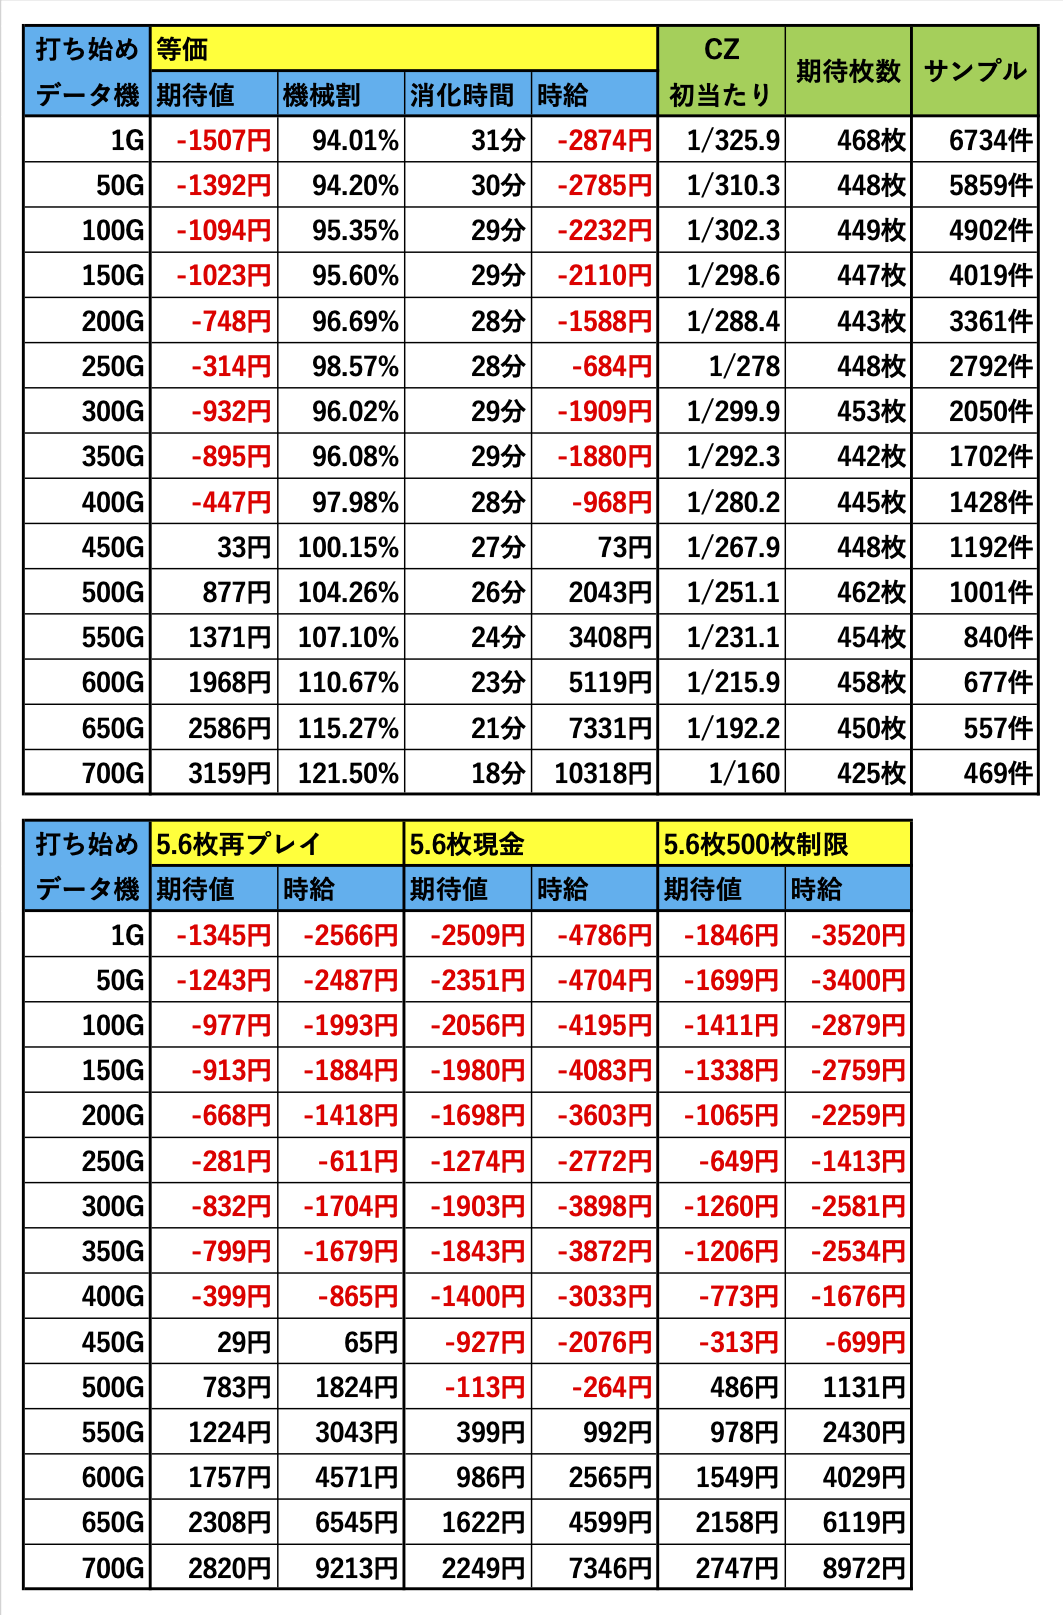 打ち始め 等価 CZ 期待枚数 サンプル
データ機 期待値 機械割 消化時間 時給 初当たり
1G -1507円 94.01% 31分 -2874円 1/325.9 468枚 6734件
50G -1392円 94.20% 30分 -2785円 1/310.3 448枚 5859件
100G -1094円 95.35% 29分 -2232円 1/302.3 449枚 4902件
150G -1023円 95.60% 29分 -2110円 1/298.6 447枚 4019件
200G -748円 96.69% 28分 -1588円 1/288.4 443枚 3361件
250G -314円 98.57% 28分 -684円 1/278 448枚 2792件
300G -932円 96.02% 29分 -1909円 1/299.9 453枚 2050件
350G -895円 96.08% 29分 -1880円 1/292.3 442枚 1702件
400G -447円 97.98% 28分 -968円 1/280.2 445枚 1428件
450G 33円 100.15% 27分 73円 1/267.9 448枚 1192件
500G 877円 104.26% 26分 2043円 1/251.1 462枚 1001件
550G 1371円 107.10% 24分 3408円 1/231.1 454枚 840件
600G 1968円 110.67% 23分 5119円 1/215.9 458枚 677件
650G 2586円 115.27% 21分 7331円 1/192.2 450枚 557件
700G 3159円 121.50% 18分 10318円 1/160 425枚 469件
打ち始め 5.6枚再プレイ 5.6枚現金 5.6枚500枚制限
データ機 期待値 時給 期待値 時給 期待値 時給
1G -1345円 -2566円 -2509円 -4786円 -1846円 -3520円
50G -1243円 -2487円 -2351円 -4704円 -1699円 -3400円
100G -977円 -1993円 -2056円 -4195円 -1411円 -2879円
150G -913円 -1884円 -1980円 -4083円 -1338円 -2759円
200G -668円 -1418円 -1698円 -3603円 -1065円 -2259円
250G -281円 -611円 -1274円 -2772円 -649円 -1413円
300G -832円 -1704円 -1903円 -3898円 -1260円 -2581円
350G -799円 -1679円 -1843円 -3872円 -1206円 -2534円
400G -399円 -865円 -1400円 -3033円 -773円 -1676円
450G 29円 65円 -927円 -2076円 -313円 -699円
500G 783円 1824円 -113円 -264円 486円 1131円
550G 1224円 3043円 399円 992円 978円 2430円
600G 1757円 4571円 986円 2565円 1549円 4029円
650G 2308円 6545円 1622円 4599円 2158円 6119円
700G 2820円 9213円 2249円 7346円 2747円 8972円